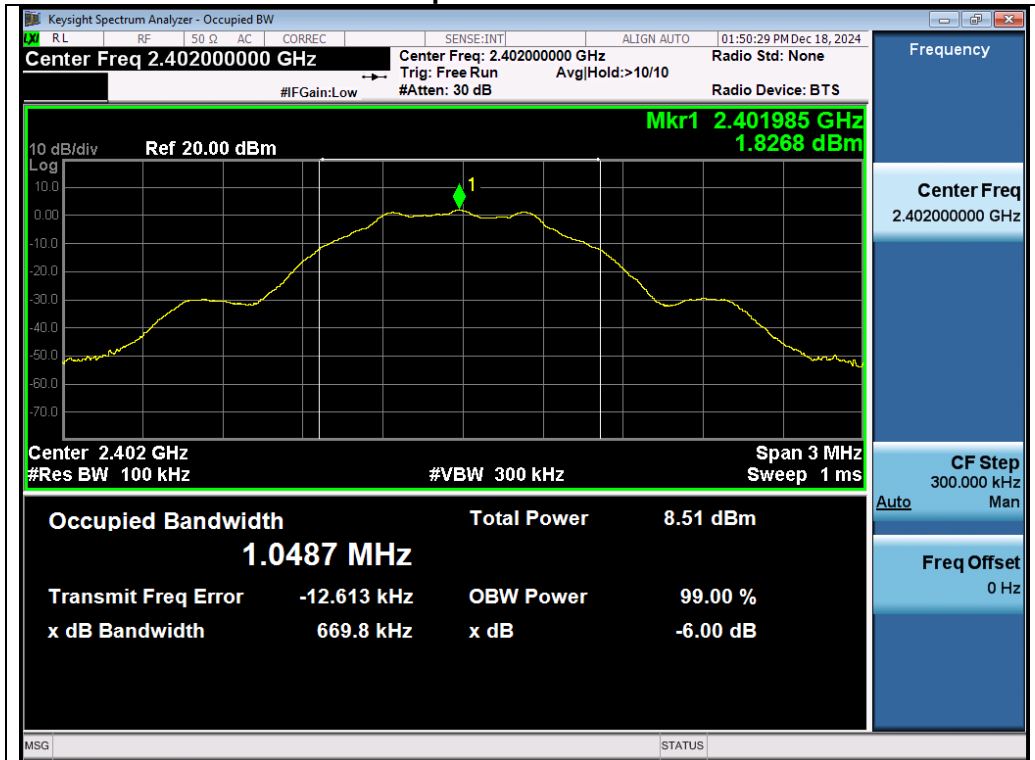 Keysight Spectrum Analyzer - Occupied BW
LXI RL RF 50 Ω AC CORREC SENSE:INT ALIGN AUTO 01:50:29 PM Dec 18, 2024
Center Freq 2.402000000 GHz
Center Freq: 2.402000000 GHz
Radio Std: None
Trig: Free Run Avg|Hold:>10/10
#IFGain:Low
#Atten: 30 dB
Radio Device: BTS
Mkr1 2.401985 GHz
1.8268 dBm
10 dB/div Ref 20.00 dBm
Log
10.0
0.00
-10.0
-20.0
-30.0
-40.0
-50.0
-60.0
-70.0
1
Center 2.402 GHz Span 3 MHz
#Res BW 100 kHz #VBW 300 kHz Sweep 1 ms
Occupied Bandwidth Total Power 8.51 dBm
1.0487 MHz
Transmit Freq Error -12.613 kHz OBW Power 99.00 %
x dB Bandwidth 669.8 kHz x dB -6.00 dB
Frequency
Center Freq
2.402000000 GHz
CF Step
300.000 kHz
Auto Man
Freq Offset
0 Hz
MSG STATUS